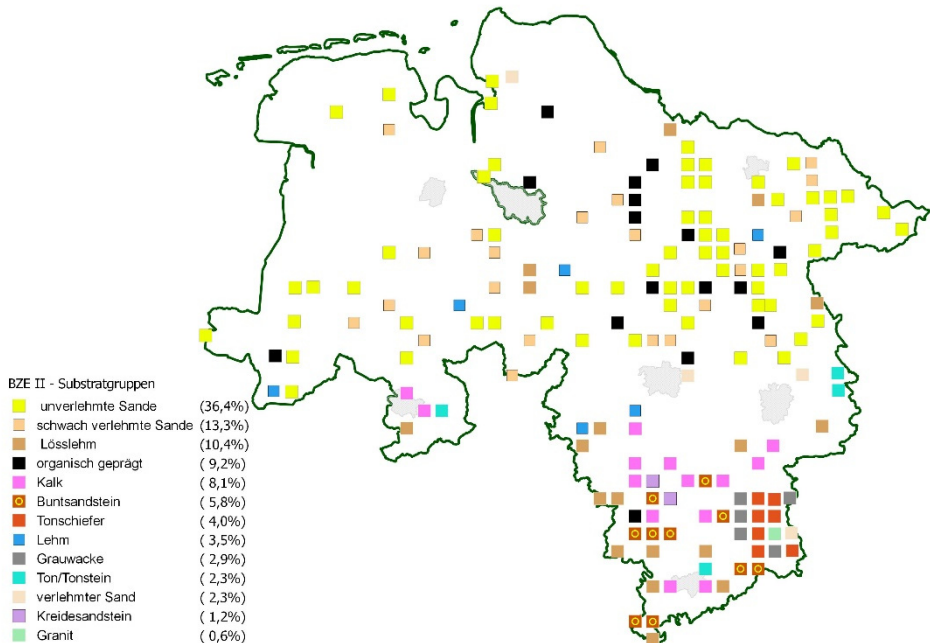 BZE II - Substratgruppen
unverlehmte Sande (36,4%)
schwach verlehmte Sande (13,3%)
Lösslehm (10,4%)
organisch geprägt ( 9,2%)
Kalk ( 8,1%)
Buntsandstein ( 5,8%)
Tonschiefer ( 4,0%)
Lehm ( 3,5%)
Grauwacke ( 2,9%)
Ton/Tonstein ( 2,3%)
verlehmter Sand ( 2,3%)
Kreidesandstein ( 1,2%)
Granit ( 0,6%)